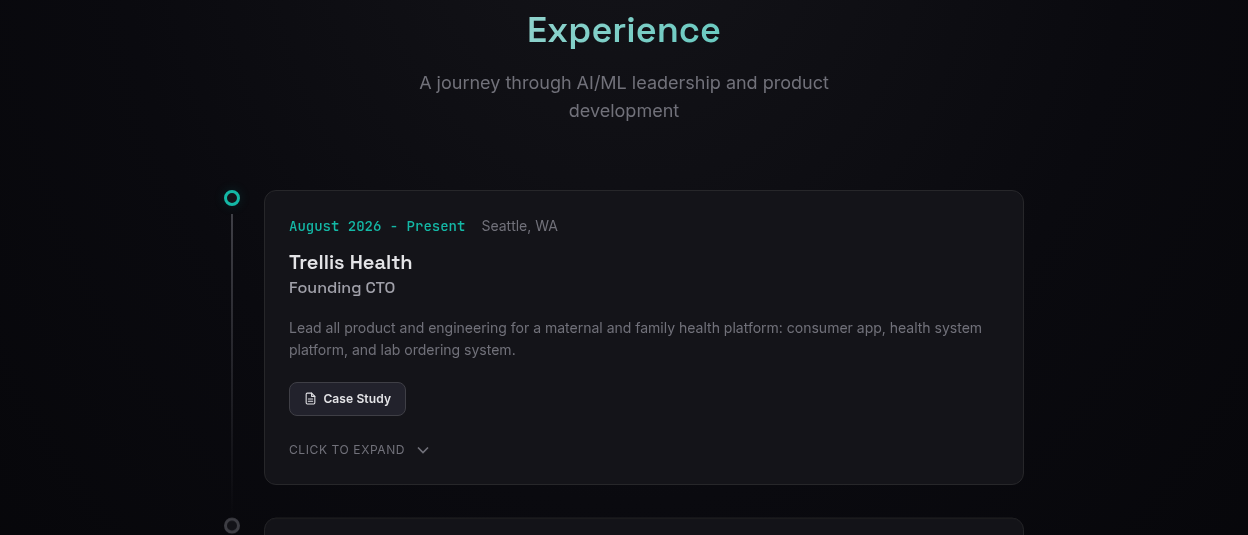 Experience
A journey through AI/ML leadership and product
development
August 2026 - Present Seattle, WA
Trellis Health
Founding CTO
Lead all product and engineering for a maternal and family health platform: consumer app, health system
platform, and lab ordering system.
Case Study
CLICK TO EXPAND